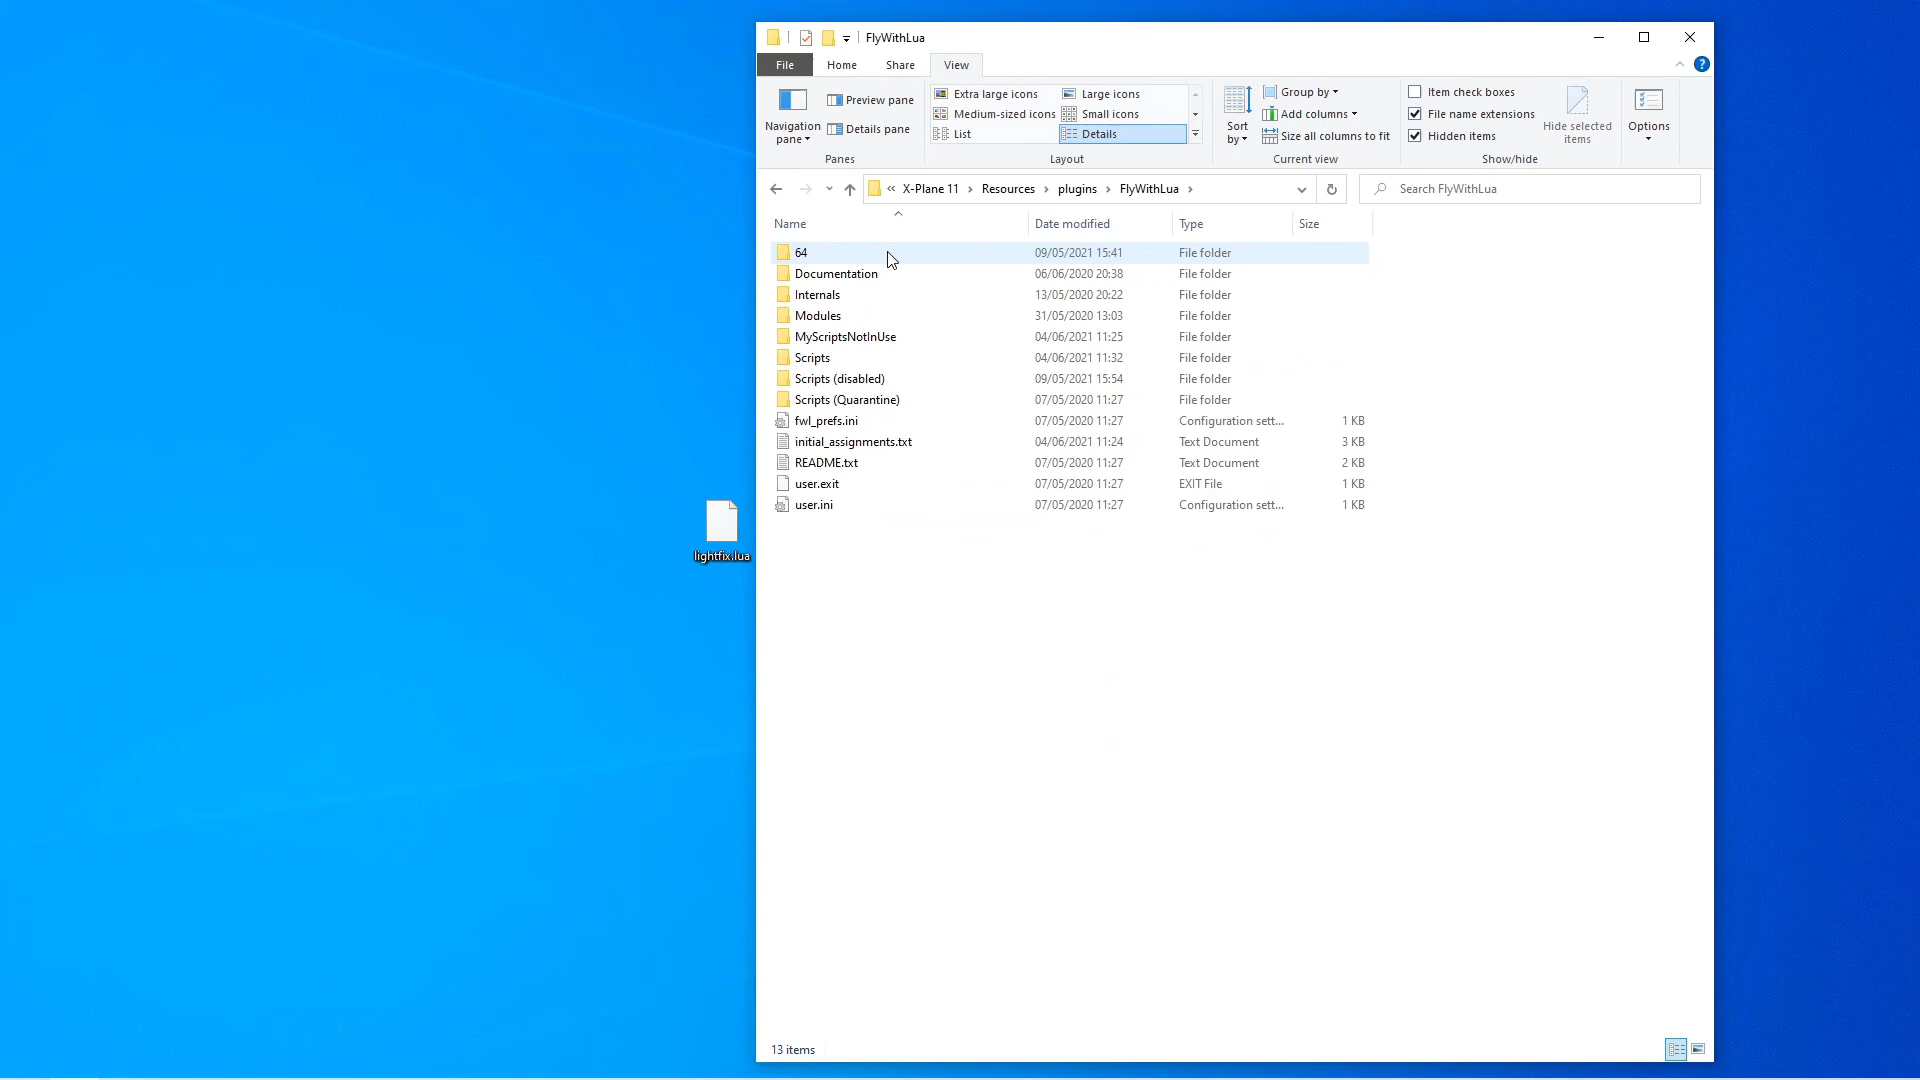 FlyWithLua
File Home Share View
Navigation pane
Preview pane
Details pane
Panes
Extra large icons Large icons
Medium-sized icons Small icons
List Details
Layout
Sort by
Group by
Add columns
Size all columns to fit
Current view
Item check boxes
File name extensions
Hidden items
Hide selected items
Show/hide
Options
« X-Plane 11 › Resources › plugins › FlyWithLua ›
Search FlyWithLua
Name Date modified Type Size
64 09/05/2021 15:41 File folder
Documentation 06/06/2020 20:38 File folder
Internals 13/05/2020 20:22 File folder
Modules 31/05/2020 13:03 File folder
MyScriptsNotInUse 04/06/2021 11:25 File folder
Scripts 04/06/2021 11:32 File folder
Scripts (disabled) 09/05/2021 15:54 File folder
Scripts (Quarantine) 07/05/2020 11:27 File folder
fwl_prefs.ini 07/05/2020 11:27 Configuration sett... 1 KB
initial_assignments.txt 04/06/2021 11:24 Text Document 3 KB
README.txt 07/05/2020 11:27 Text Document 2 KB
user.exit 07/05/2020 11:27 EXIT File 1 KB
user.ini 07/05/2020 11:27 Configuration sett... 1 KB
lightfix.lua
13 items